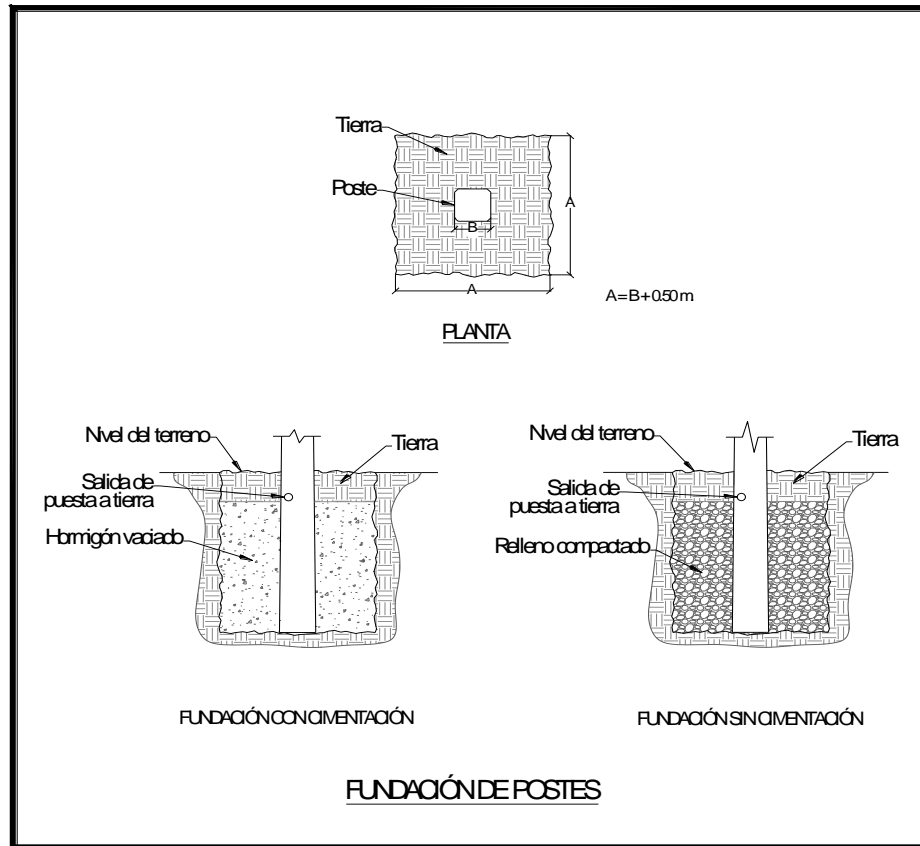 Tierra
Poste
B
A
A
A=B+0.50m
PLANTA
Nivel del terreno
Tierra
Salida de
puesta a tierra
Hormigón vaciado
FUNDACIÓN CON CIMENTACIÓN
Nivel del terreno
Tierra
Salida de
puesta a tierra
Relleno compactado
FUNDACIÓN SIN CIMENTACIÓN
FUNDACIÓN DE POSTES